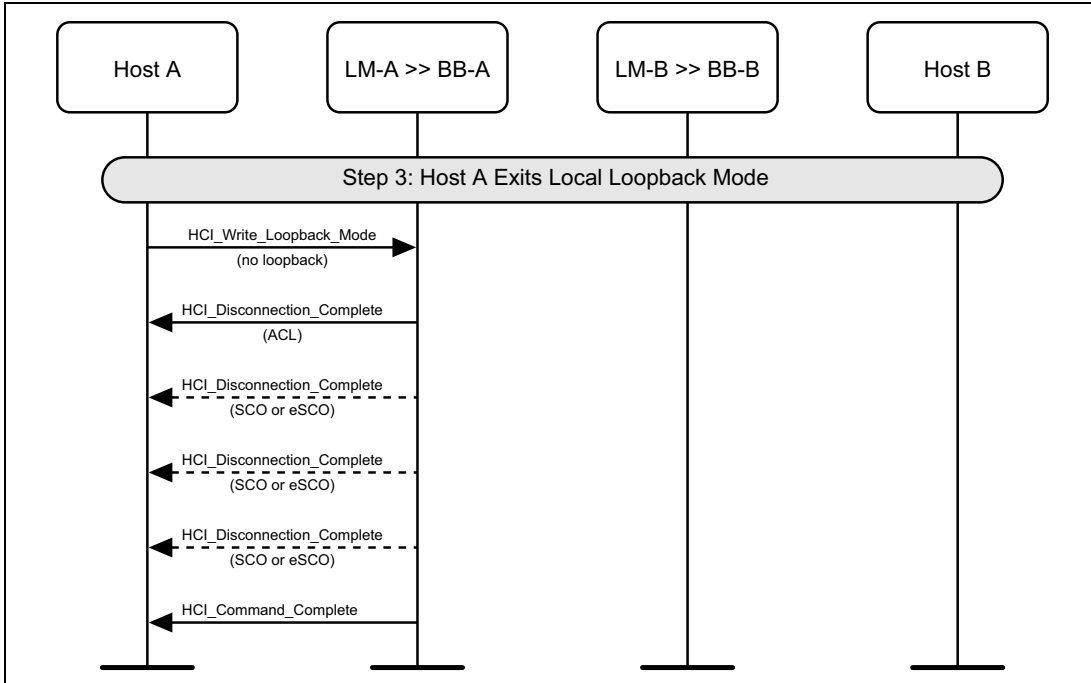 Host A
LM-A >> BB-A
LM-B >> BB-B
Host B
Step 3: Host A Exits Local Loopback Mode
HCI_Write_Loopback_Mode
(no loopback)
HCI_Disconnection_Complete
(ACL)
HCI_Disconnection_Complete
(SCO or eSCO)
HCI_Disconnection_Complete
(SCO or eSCO)
HCI_Disconnection_Complete
(SCO or eSCO)
HCI_Command_Complete